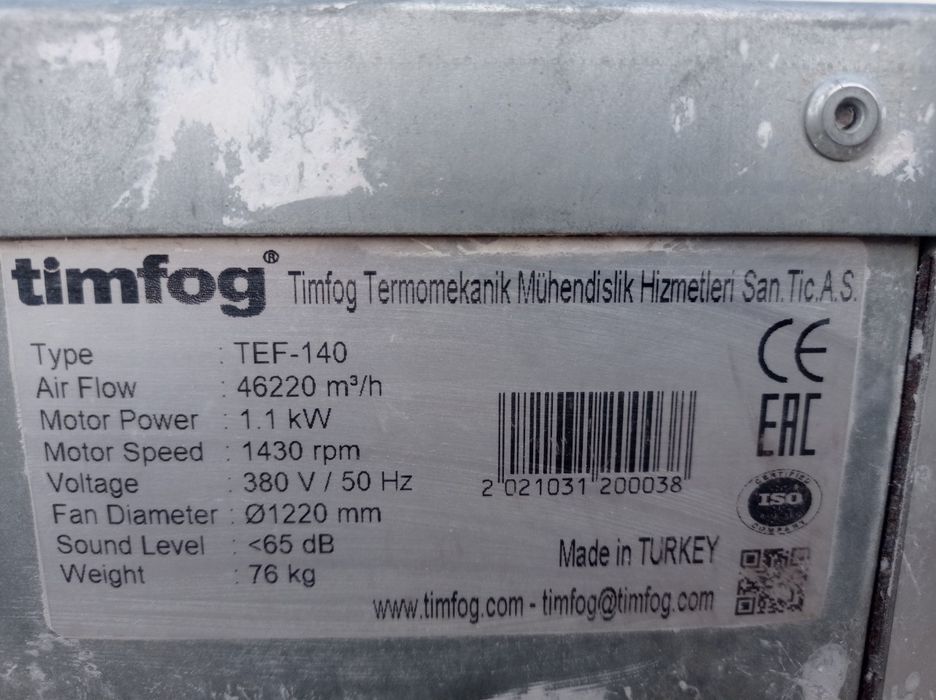 timfog® Timfog Termomekanik Mühendislik Hizmetleri San.Tic.A.S.
Type : TEF-140
Air Flow : 46220 m³/h
Motor Power : 1.1 kW
Motor Speed : 1430 rpm
Voltage : 380 V / 50 Hz
Fan Diameter : Ø1220 mm
Sound Level : <65 dB
Weight : 76 kg
2 021031 200038
CE
EAC
CERTIFIED
ISO
COMPANY
Made in TURKEY
www.timfog.com - timfog@timfog.com